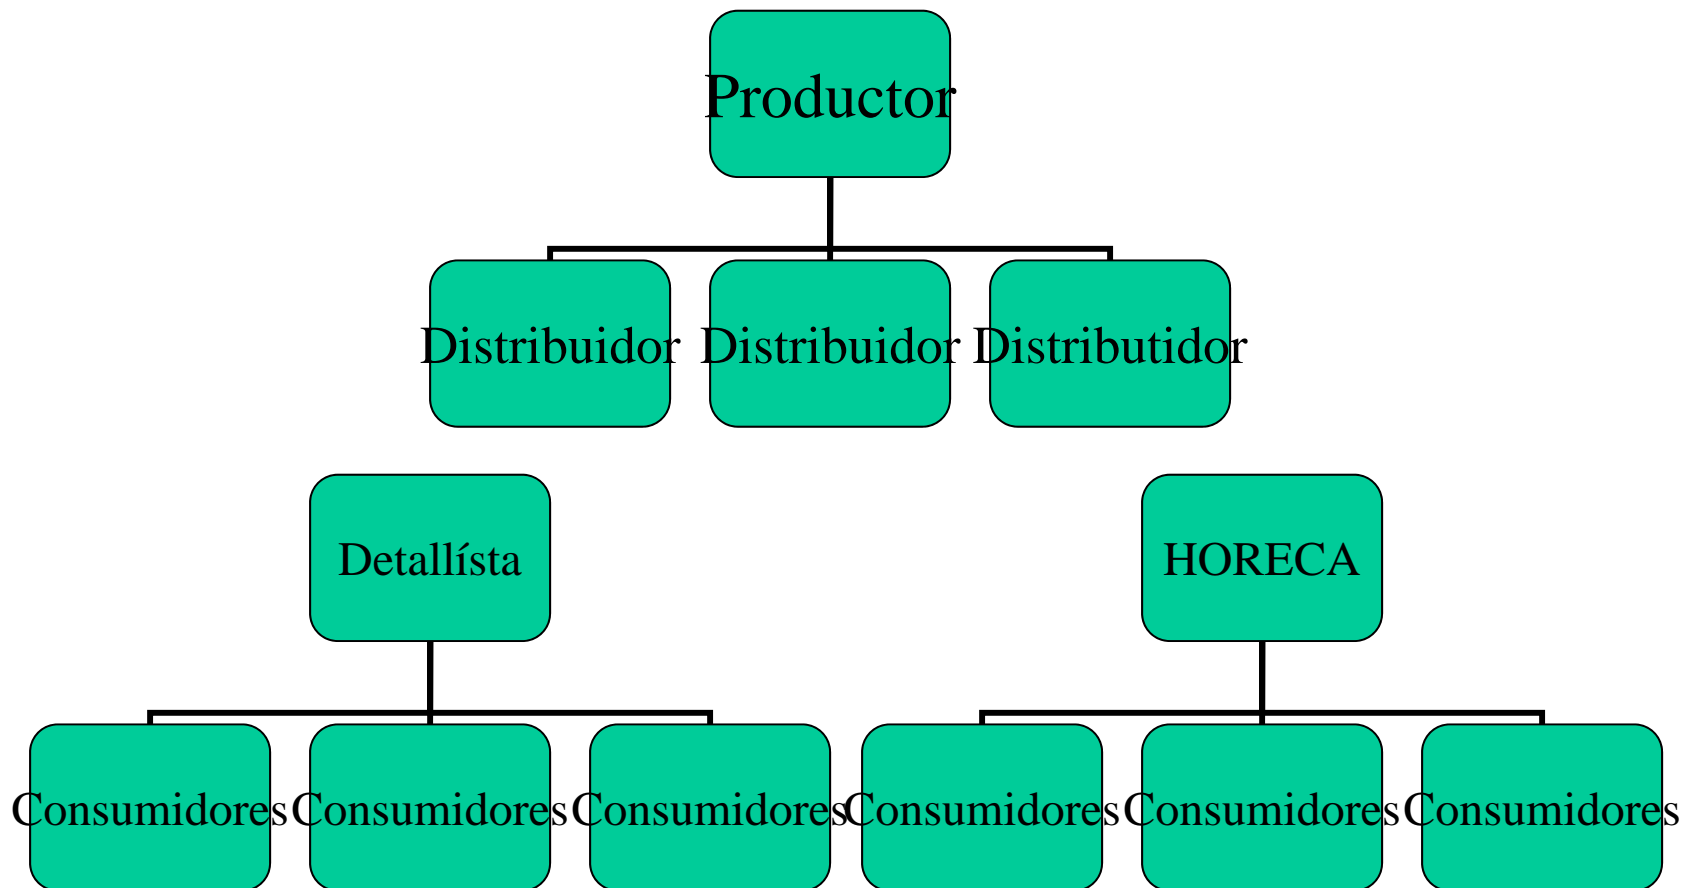 Productor
Distribuidor Distribuidor Distributidor
Detallísta HORECA
Consumidores Consumidores Consumidores Consumidores Consumidores Consumidores